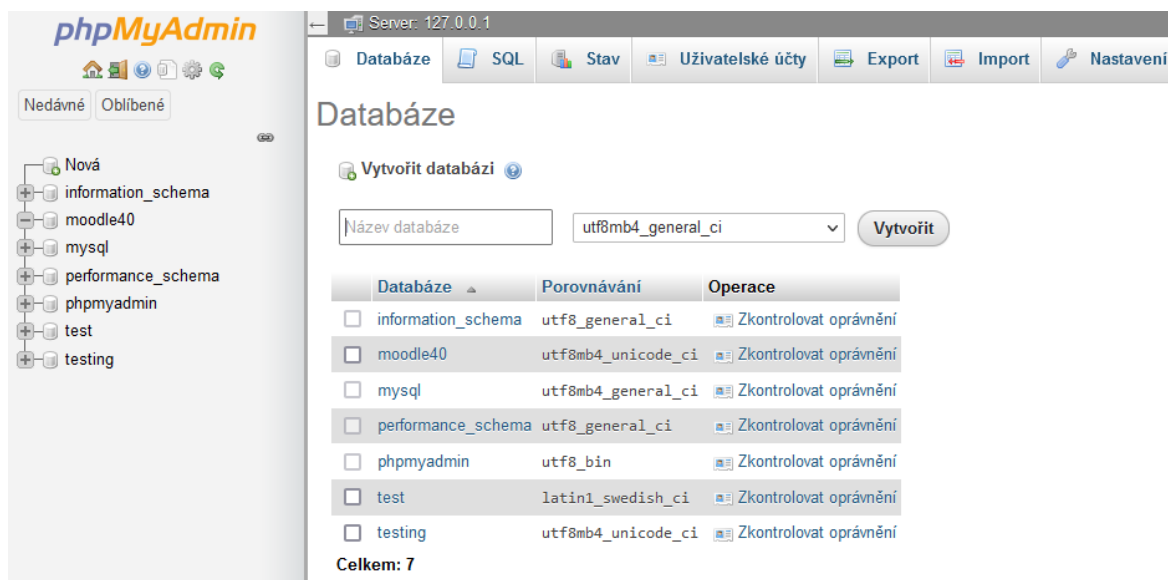 phpMyAdmin
Nedávné Oblíbené
Nová
information_schema
moodle40
mysql
performance_schema
phpmyadmin
test
testing
← Server: 127.0.0.1
Databáze SQL Stav Uživatelské účty Export Import Nastavení
Databáze
Vytvořit databázi
Název databáze utf8mb4_general_ci Vytvořit
Databáze Porovnávání Operace
information_schema utf8_general_ci Zkontrolovat oprávnění
moodle40 utf8mb4_unicode_ci Zkontrolovat oprávnění
mysql utf8mb4_general_ci Zkontrolovat oprávnění
performance_schema utf8_general_ci Zkontrolovat oprávnění
phpmyadmin utf8_bin Zkontrolovat oprávnění
test latin1_swedish_ci Zkontrolovat oprávnění
testing utf8mb4_unicode_ci Zkontrolovat oprávnění
Celkem: 7